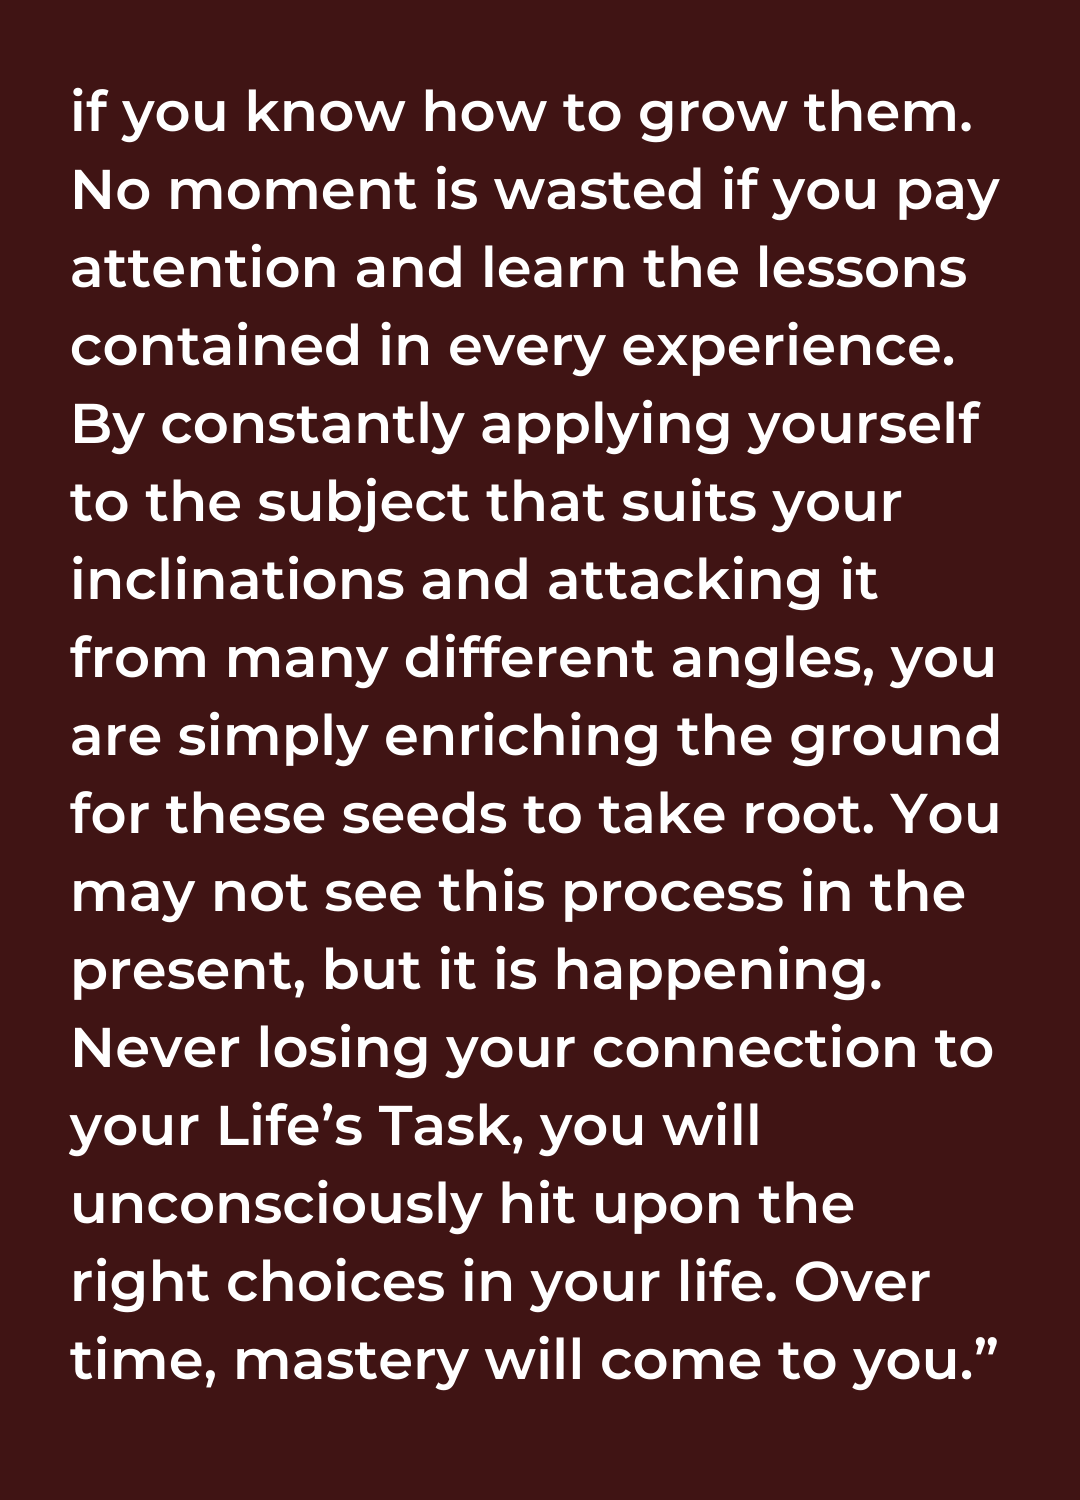 if you know how to grow them.
No moment is wasted if you pay
attention and learn the lessons
contained in every experience.
By constantly applying yourself
to the subject that suits your
inclinations and attacking it
from many different angles, you
are simply enriching the ground
for these seeds to take root. You
may not see this process in the
present, but it is happening.
Never losing your connection to
your Life’s Task, you will
unconsciously hit upon the
right choices in your life. Over
time, mastery will come to you.”